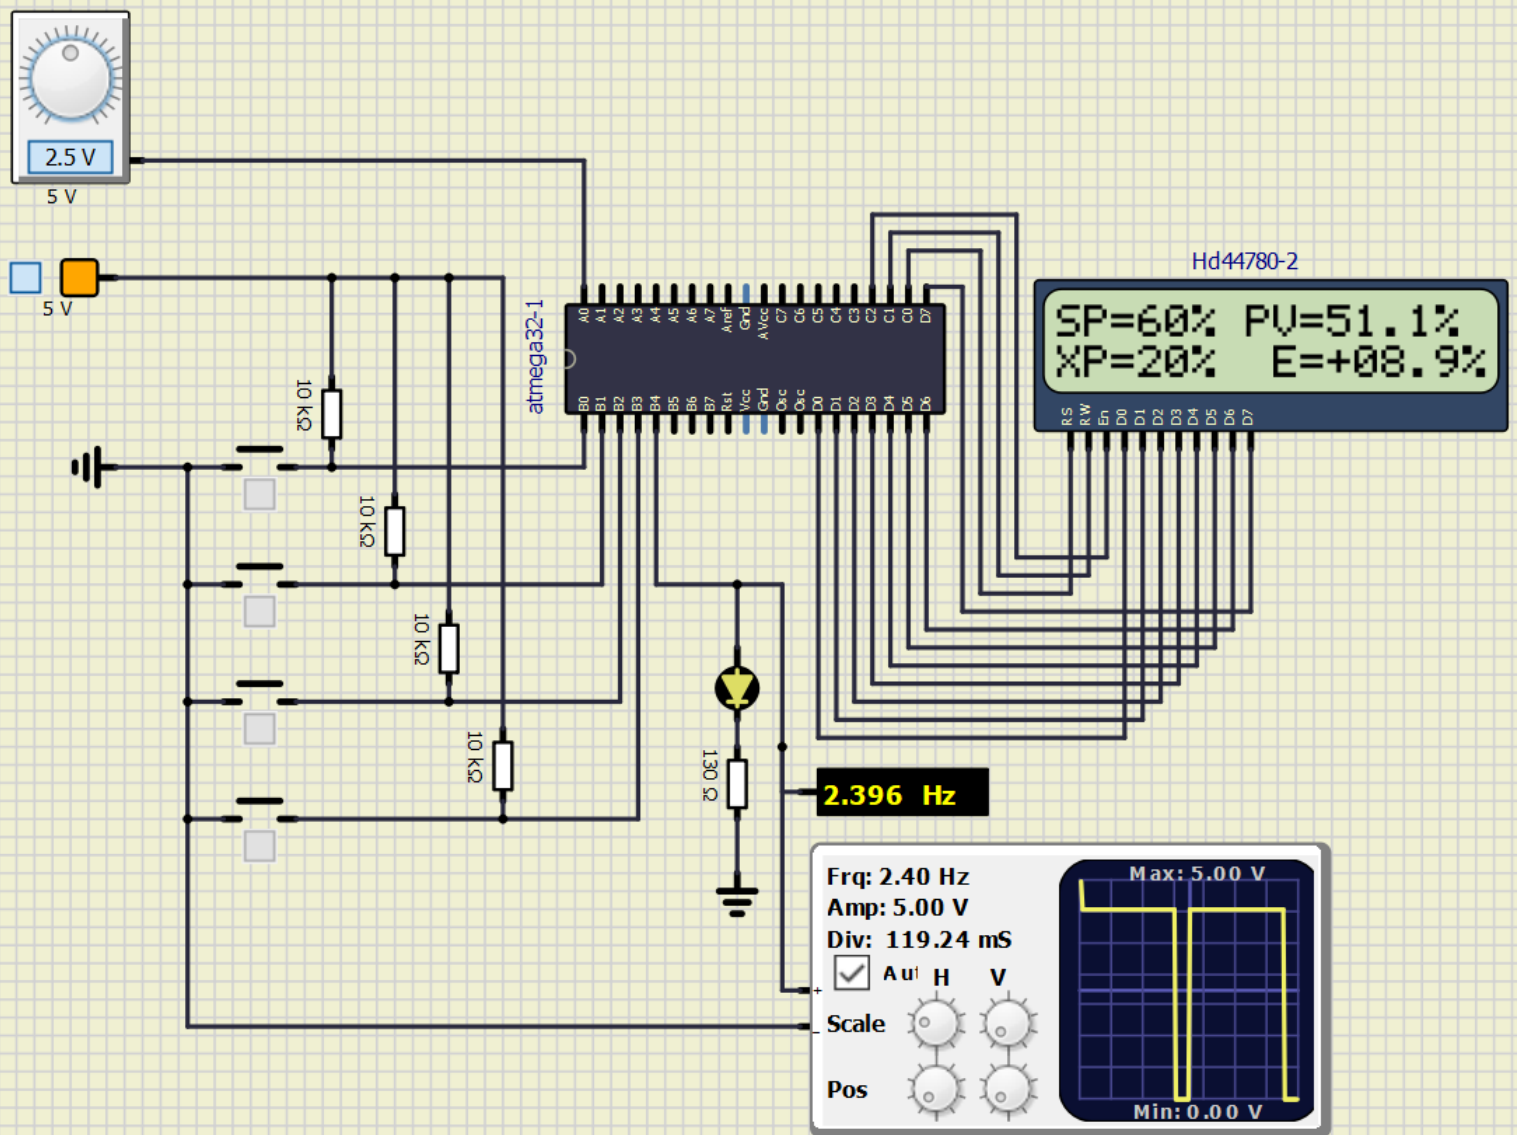 2.5 V
5 V
5 V
10 kΩ
10 kΩ
10 kΩ
10 kΩ
atmega32-1
A0 A1 A2 A3 A4 A5 A6 A7 Aref Gnd AVcc C7 C6 C5 C4 C3 C2 C1 C0 D7
B0 B1 B2 B3 B4 B5 B6 B7 Rst Vcc Gnd Osc Osc D0 D1 D2 D3 D4 D5 D6
Hd44780-2
SP=60% PV=51.1%
XP=20% E=+08.9%
RS RW En D0 D1 D2 D3 D4 D5 D6 D7
130 Ω
2.396 Hz
Frq: 2.40 Hz
Amp: 5.00 V
Div: 119.24 mS
Aut H V
+
Scale
-
Pos
Max: 5.00 V
Min: 0.00 V